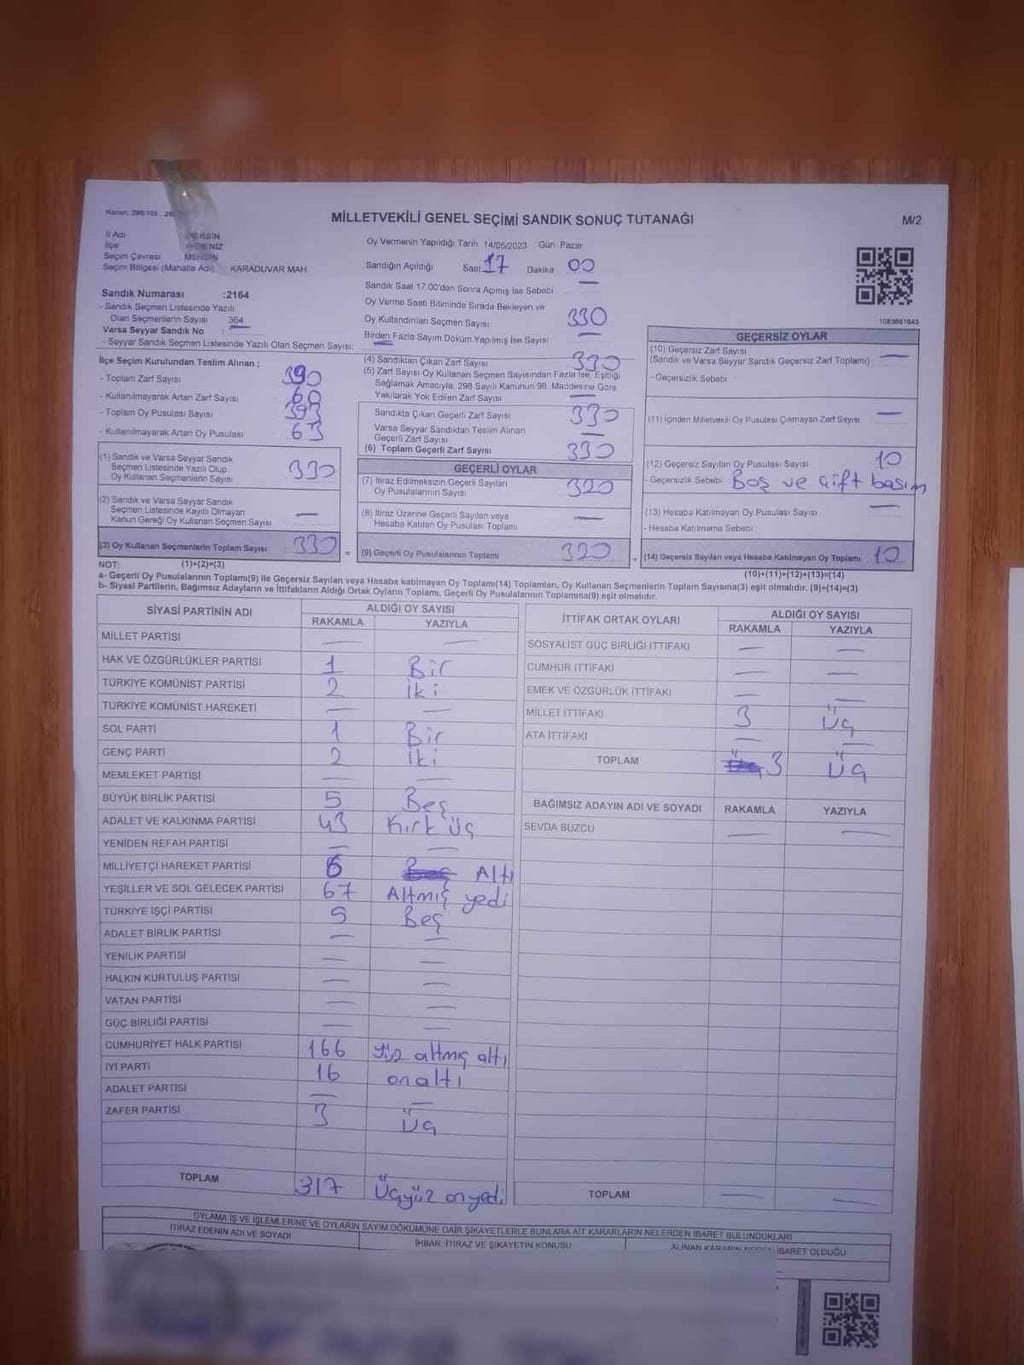 Kanun: 298/105
MİLLETVEKİLİ GENEL SEÇİMİ SANDIK SONUÇ TUTANAĞI
M/2
İl Adı MERSİN
İlçe AKDENİZ
Seçim Çevresi MERSİN
Seçim Bölgesi (Mahalle Adı) KARADUVAR MAH.
Oy Vermenin Yapıldığı Tarih 14/05/2023 Gün Pazar
Sandığın Açıldığı Saat 17 Dakika 00
Sandık Saat 17:00'den Sonra Açılmış İse Sebebi —
Sandık Numarası :2164
- Sandık Seçmen Listesinde Yazılı
Olan Seçmenlerin Sayısı 364
Varsa Seyyar Sandık No :
- Seyyar Sandık Seçmen Listesinde Yazılı Olan Seçmen Sayısı:
Oy Verme Saati Bitiminde Sırada Bekleyen ve
Oy Kullandırılan Seçmen Sayısı 330
Birden Fazla Sayım Döküm Yapılmış İse Sayısı —
1083661645
İlçe Seçim Kurulundan Teslim Alınan ;
- Toplam Zarf Sayısı 390
- Kullanılmayarak Artan Zarf Sayısı 60
- Toplam Oy Pusulası Sayısı 393
- Kullanılmayarak Artan Oy Pusulası 63
(4) Sandıktan Çıkan Zarf Sayısı 330
(5) Zarf Sayısı Oy Kullanan Seçmen Sayısından Fazla İse, Eşitliği
Sağlamak Amacıyla; 298 Sayılı Kanunun 98. Maddesine Göre
Yakılarak Yok Edilen Zarf Sayısı —
Sandıkta Çıkan Geçerli Zarf Sayısı 330
Varsa Seyyar Sandıktan Teslim Alınan
Geçerli Zarf Sayısı —
(6) Toplam Geçerli Zarf Sayısı 330
GEÇERSİZ OYLAR
(10) Geçersiz Zarf Sayısı —
(Sandık ve Varsa Seyyar Sandık Geçersiz Zarf Toplamı)
- Geçersizlik Sebebi
(11) İçinden Milletvekili Oy Pusulası Çıkmayan Zarf Sayısı —
(12) Geçersiz Sayılan Oy Pusulası Sayısı 10
- Geçersizlik Sebebi: Boş ve çift basım
(13) Hesaba Katılmayan Oy Pusulası Sayısı —
- Hesaba Katılmama Sebebi :
(14) Geçersiz Sayılan veya Hesaba Katılmayan Oy Toplamı 10
(10)+(11)+(12)+(13)=(14)
(1) Sandık ve Varsa Seyyar Sandık
Seçmen Listesinde Yazılı Olup
Oy Kullanan Seçmenlerin Sayısı 330
(2) Sandık ve Varsa Seyyar Sandık
Seçmen Listesinde Kayıtlı Olmayan
Kanun Gereği Oy Kullanan Seçmen Sayısı —
(3) Oy Kullanan Seçmenlerin Toplam Sayısı 330 =
GEÇERLİ OYLAR
(7) İtiraz Edilmeksizin Geçerli Sayılan
Oy Pusulalarının Sayısı 320
(8) İtiraz Üzerine Geçerli Sayılan veya
Hesaba Katılan Oy Pusulası Toplamı —
(9) Geçerli Oy Pusulalarının Toplamı 320 +
NOT: (1)+(2)=(3)
a- Geçerli Oy Pusulalarının Toplamı(9) ile Geçersiz Sayılan veya Hesaba katılmayan Oy Toplamı(14) Toplamları, Oy Kullanan Seçmenlerin Toplam Sayısına(3) eşit olmalıdır. (9)+(14)=(3)
b- Siyasi Partilerin, Bağımsız Adayların ve İttifakların Aldığı Ortak Oyların Toplamı, Geçerli Oy Pusulalarının Toplamına(9) eşit olmalıdır.
SİYASİ PARTİNİN ADI ALDIĞI OY SAYISI
RAKAMLA YAZIYLA
MİLLET PARTİSİ — —
HAK VE ÖZGÜRLÜKLER PARTİSİ 1 Bir
TÜRKİYE KOMÜNİST PARTİSİ 2 iki
TÜRKİYE KOMÜNİST HAREKETİ — —
SOL PARTİ 1 Bir
GENÇ PARTİ 2 iki
MEMLEKET PARTİSİ — —
BÜYÜK BİRLİK PARTİSİ 5 Beş
ADALET VE KALKINMA PARTİSİ 43 Kırk üç
YENİDEN REFAH PARTİSİ — —
MİLLİYETÇİ HAREKET PARTİSİ 6 Altı
YEŞİLLER VE SOL GELECEK PARTİSİ 67 Altmış yedi
TÜRKİYE İŞÇİ PARTİSİ 5 Beş
ADALET BİRLİK PARTİSİ — —
YENİLİK PARTİSİ — —
HALKIN KURTULUŞ PARTİSİ — —
VATAN PARTİSİ — —
GÜÇ BİRLİĞİ PARTİSİ — —
CUMHURİYET HALK PARTİSİ 166 yüz altmış altı
İYİ PARTİ 16 on altı
ADALET PARTİSİ — —
ZAFER PARTİSİ 3 üç
TOPLAM 317 Üçyüz onyedi
İTTİFAK ORTAK OYLARI ALDIĞI OY SAYISI
RAKAMLA YAZIYLA
SOSYALİST GÜÇ BİRLİĞİ İTTİFAKI — —
CUMHUR İTTİFAKI — —
EMEK VE ÖZGÜRLÜK İTTİFAKI — —
MİLLET İTTİFAKI 3 üç
ATA İTTİFAKI — —
TOPLAM 3 üç
BAĞIMSIZ ADAYIN ADI VE SOYADI RAKAMLA YAZIYLA
SEVDA BUZCU — —
TOPLAM — —
OYLAMA İŞ VE İŞLEMLERİNE VE OYLARIN SAYIM DÖKÜMÜNE DAİR ŞİKAYETLERLE BUNLARA AİT KARARLARIN NELERDEN İBARET OLDUĞU
İTİRAZ EDENİN ADI VE SOYADI İHBAR, İTİRAZ VE ŞİKAYETİN KONUSU ALINAN KARARIN NEDEN İBARET OLDUĞU